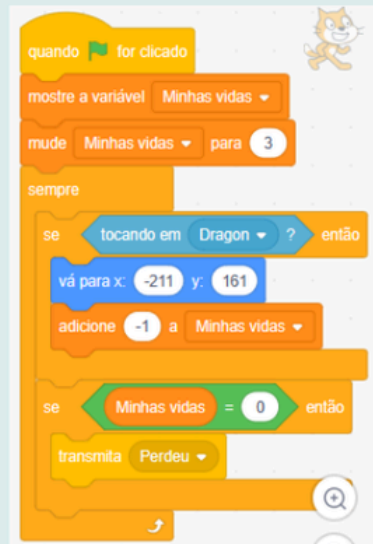 quando for clicado
mostre a variável Minhas vidas
mude Minhas vidas para 3
sempre
se tocando em Dragon ? então
vá para x: -211 y: 161
adicione -1 a Minhas vidas
se Minhas vidas = 0 então
transmita Perdeu